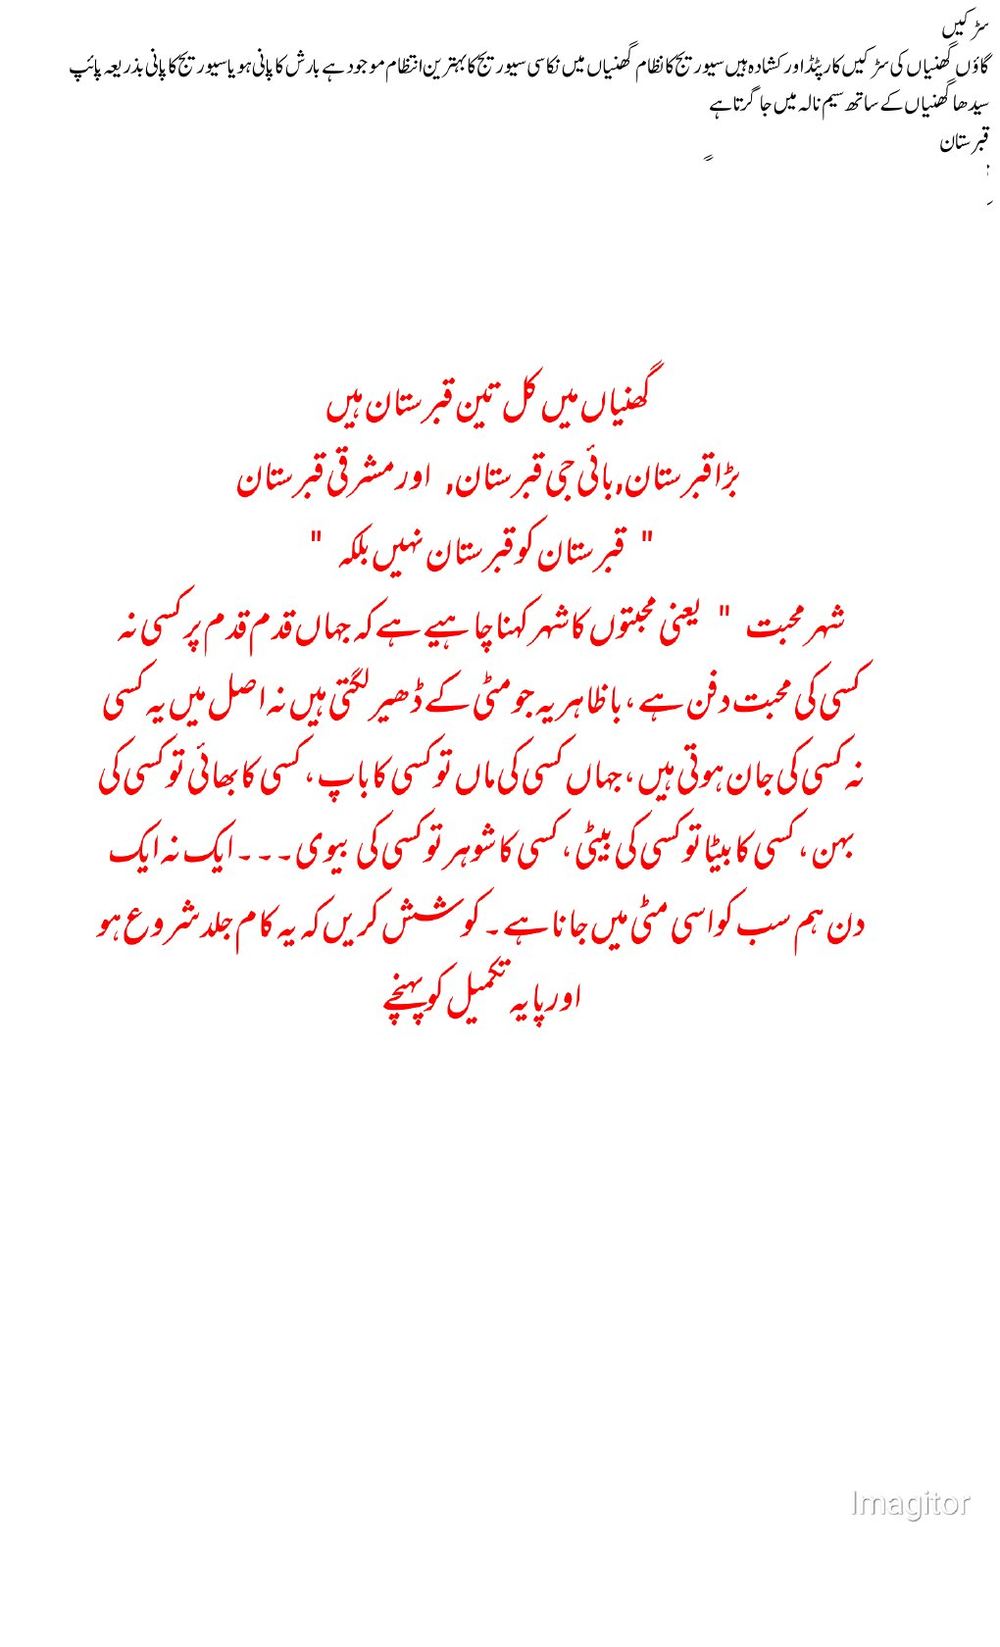 سڑکیں
گاؤں گھنیاں کی سڑکیں کارپٹڈ اور کشادہ ہیں سیوریج کا نظام گھنیاں میں نکاسی سیوریج کا بہترین انتظام موجود ہے بارش کا پانی ہو یا سیوریج کا پانی بذریعہ پائپ
سیدھا گھنیاں کے ساتھ سیم نالہ میں جا گرتا ہے
قبرستان
گھنیاں میں کل تین قبرستان ہیں
بڑا قبرستان,بائی جی قبرستان, اور مشرقی قبرستان
" قبرستان کو قبرستان نہیں بلکہ "
شہر محبت " یعنی محبتوں کا شہر کہنا چاہیے ہے کہ جہاں قدم قدم پر کسی نہ
کسی کی محبت دفن ہے، باظاہر یہ جو مٹی کے ڈھیر لگتی ہیں نہ اصل میں یہ کسی
نہ کسی کی جان ہوتی ہیں، جہاں کسی کی ماں تو کسی کا باپ، کسی کا بھائی تو کسی کی
بہن، کسی کا بیٹا تو کسی کی بیٹی، کسی کا شوہر تو کسی کی بیوی۔۔۔ ایک نہ ایک
دن ہم سب کو اسی مٹی میں جانا ہے۔ کوشش کریں کہ یہ کام جلد شروع ہو
اور پایہ تکمیل کو پہنچے
Imagitor